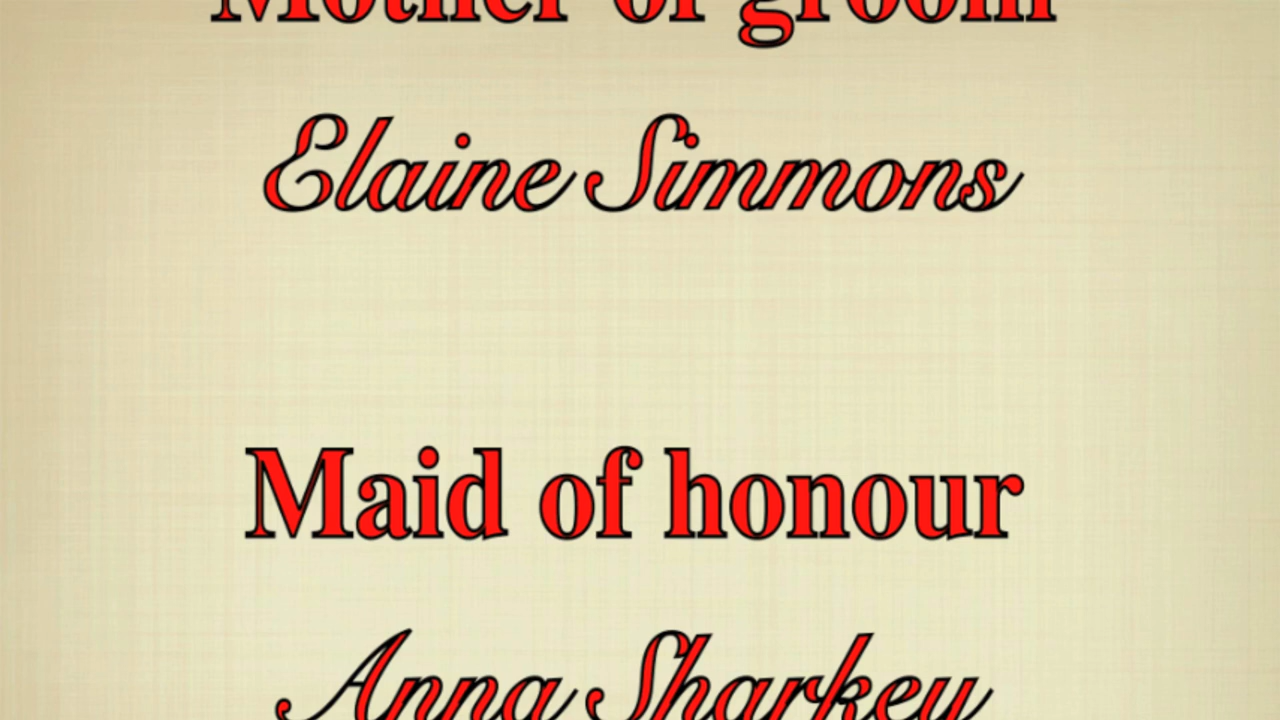 Mother of groom
Elaine Simmons
Maid of honour
Anna Sharkey